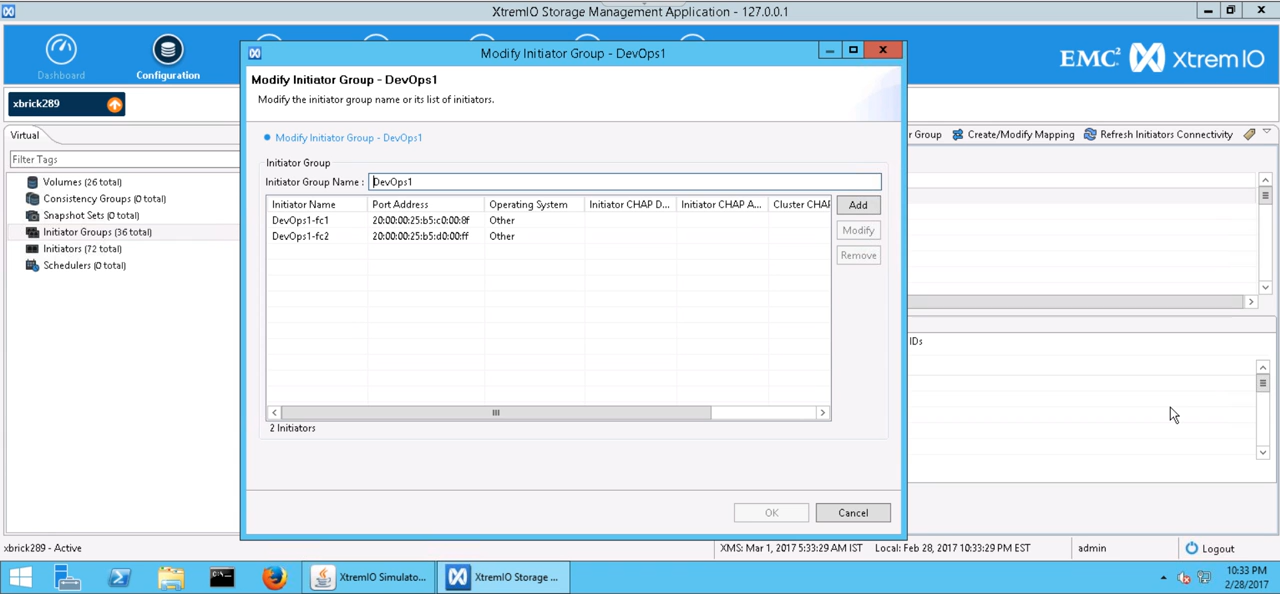 XtremIO Storage Management Application - 127.0.0.1
Dashboard
Configuration
EMC² XtremIO
xbrick289
Virtual
Filter Tags
Volumes (26 total)
Consistency Groups (0 total)
Snapshot Sets (0 total)
Initiator Groups (36 total)
Initiators (72 total)
Schedulers (0 total)
r Group Create/Modify Mapping Refresh Initiators Connectivity
IDs
Modify Initiator Group - DevOps1
Modify Initiator Group - DevOps1
Modify the initiator group name or its list of initiators.
Modify Initiator Group - DevOps1
Initiator Group
Initiator Group Name : DevOps1
Initiator Name Port Address Operating System Initiator CHAP D... Initiator CHAP A... Cluster CHAP
DevOps1-fc1 20:00:00:25:b5:c0:00:8f Other
DevOps1-fc2 20:00:00:25:b5:d0:00:ff Other
Add
Modify
Remove
2 Initiators
OK Cancel
xbrick289 - Active XMS: Mar 1, 2017 5:33:29 AM IST Local: Feb 28, 2017 10:33:29 PM EST admin Logout
XtremIO Simulato... XtremIO Storage ... 10:33 PM
2/28/2017